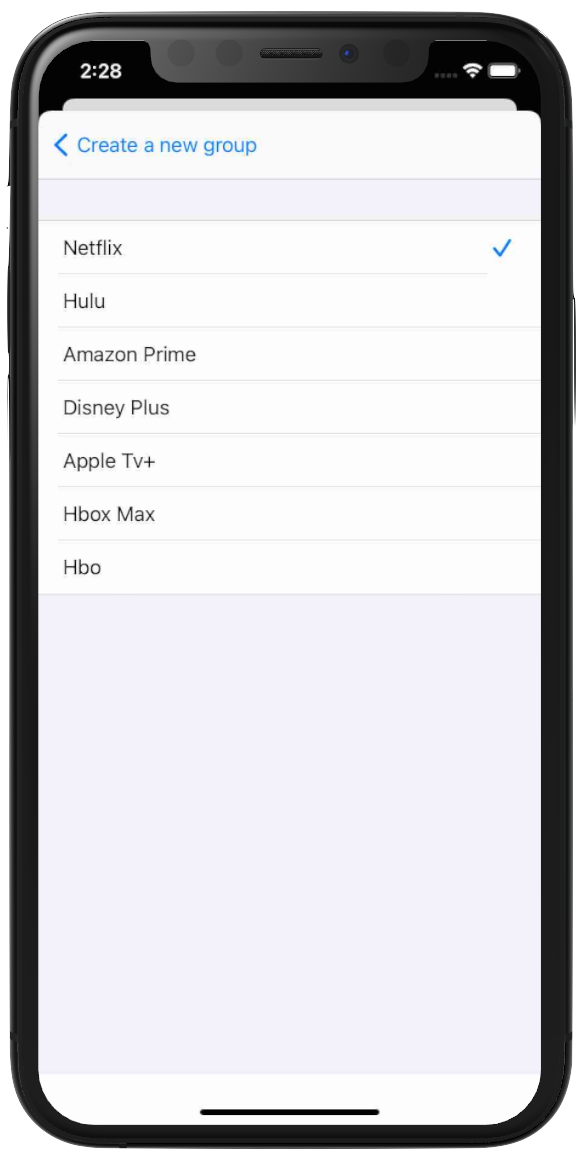 2:28
Create a new group
Netflix
Hulu
Amazon Prime
Disney Plus
Apple Tv+
Hbox Max
Hbo